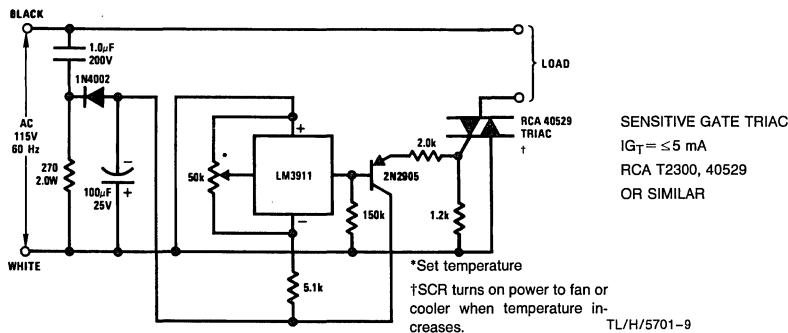 BLACK
1.0μF
200V
1N4002
LOAD
AC
115V
60 Hz
270
2.0W
100μF
25V
−
+
50k
*
+
LM3911
−
2.0k
2N2905
150k
1.2k
5.1k
RCA 40529
TRIAC
†
WHITE
SENSITIVE GATE TRIAC
IGT= ≤5 mA
RCA T2300, 40529
OR SIMILAR
*Set temperature
†SCR turns on power to fan or
cooler when temperature in-
creases.
TL/H/5701–9